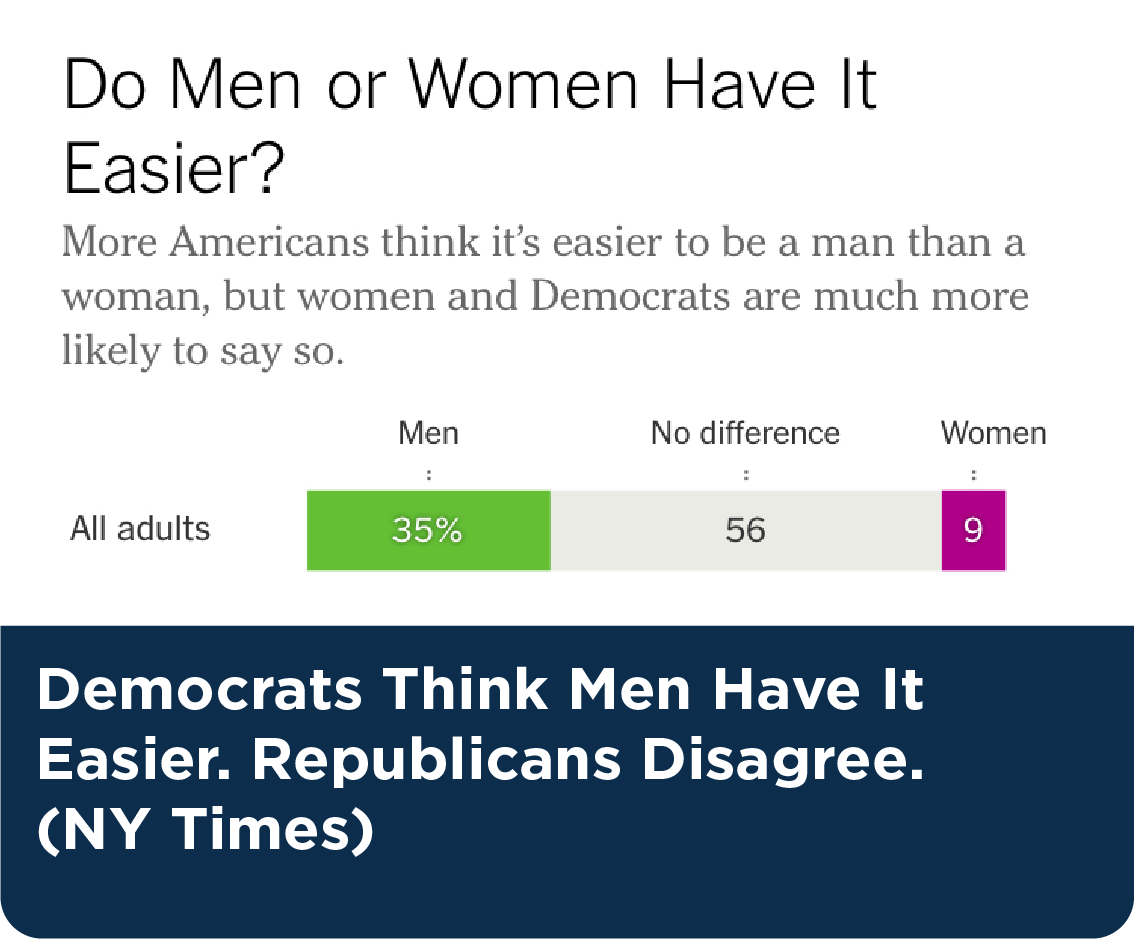 Do Men or Women Have It
Easier?
More Americans think it’s easier to be a man than a
woman, but women and Democrats are much more
likely to say so.
Men No difference Women
All adults 35% 56 9
Democrats Think Men Have It
Easier. Republicans Disagree.
(NY Times)